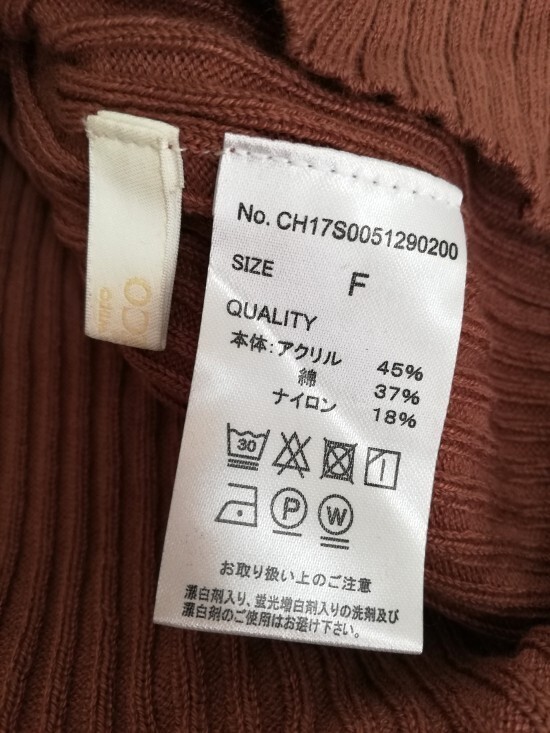 No. CH17S0051290200
SIZE F
QUALITY
本体:アクリル 45%
綿 37%
ナイロン 18%
30
P W
お取り扱い上のご注意
漂白剤入り、蛍光増白剤入りの洗剤及び
漂白剤のご使用はお避け下さい。